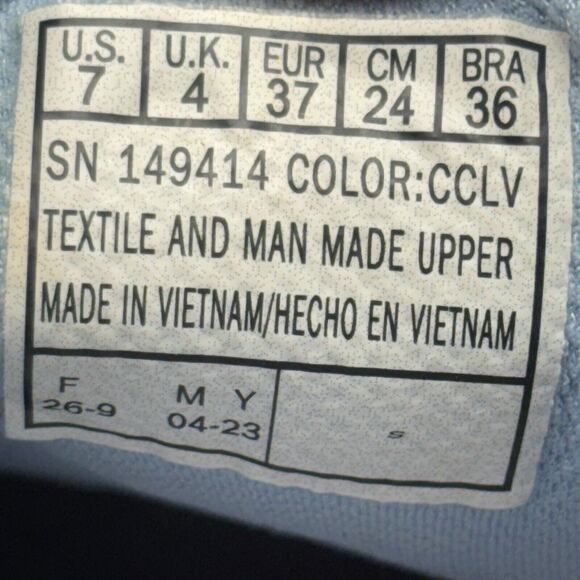 U.S. U.K. EUR CM BRA
7 4 37 24 36
SN 149414 COLOR:CCLV
TEXTILE AND MAN MADE UPPER
MADE IN VIETNAM/HECHO EN VIETNAM
F M Y
26-9 04-23 S